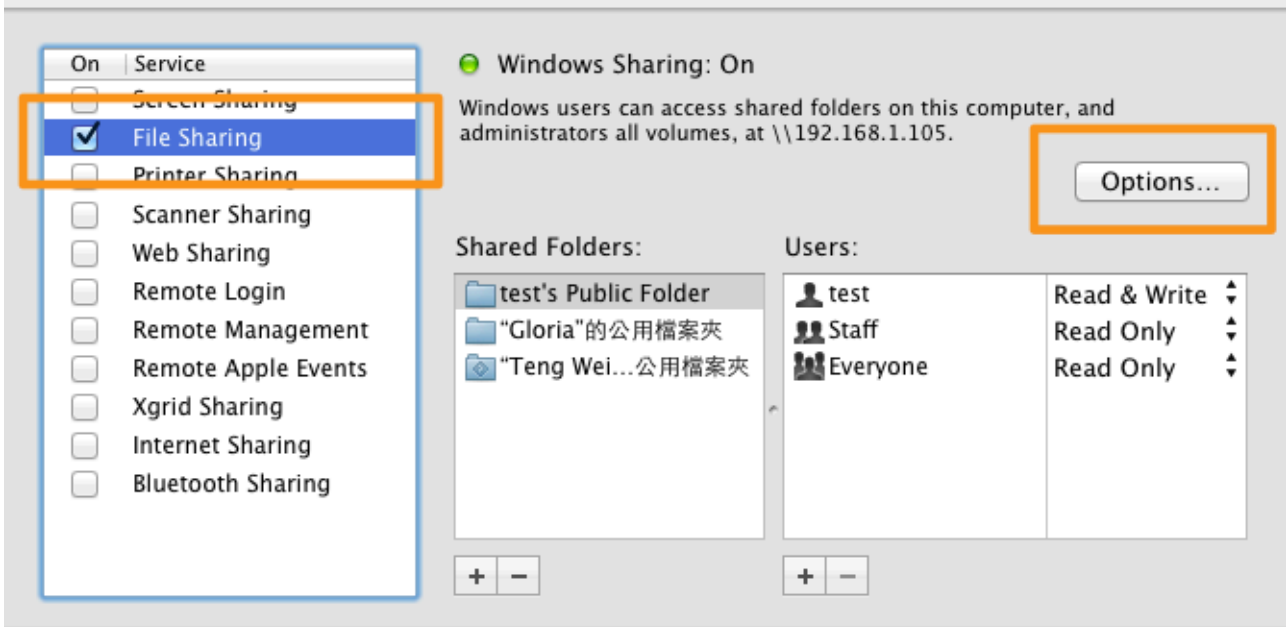 On Service
Screen Sharing
File Sharing
Printer Sharing
Scanner Sharing
Web Sharing
Remote Login
Remote Management
Remote Apple Events
Xgrid Sharing
Internet Sharing
Bluetooth Sharing
Windows Sharing: On
Windows users can access shared folders on this computer, and
administrators all volumes, at \\192.168.1.105.
Options...
Shared Folders:
test's Public Folder
“Gloria”的公用檔案夾
“Teng Wei...公用檔案夾
+ −
Users:
test Read & Write
Staff Read Only
Everyone Read Only
+ −